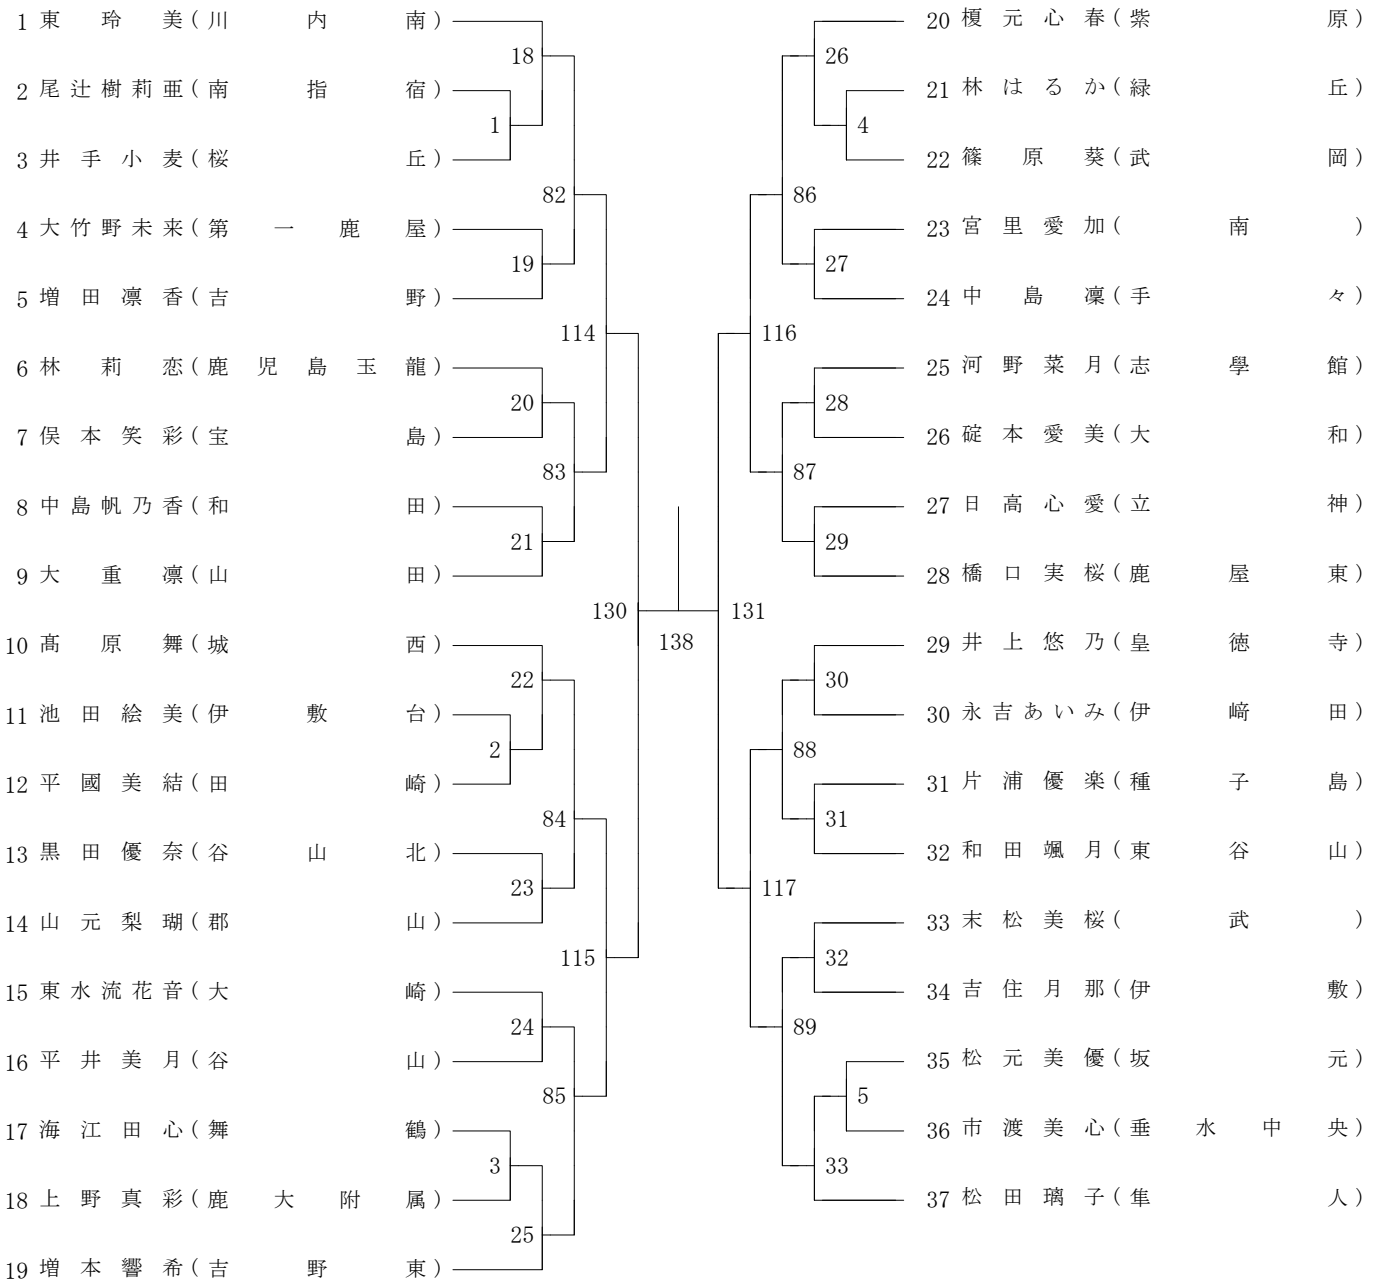 1 東玲美(川内南)
2 尾辻樹莉亜(南指宿)
3 井手小麦(桜丘)
4 大竹野未来(第一鹿屋)
5 増田凛香(吉野)
6 林莉恋(鹿児島玉龍)
7 俣本笑彩(宝島)
8 中島帆乃香(和田)
9 大重凛(山田)
10 髙原舞(城西)
11 池田絵美(伊敷台)
12 平國美結(田崎)
13 黒田優奈(谷山北)
14 山元梨瑚(郡山)
15 東水流花音(大崎)
16 平井美月(谷山)
17 海江田心(舞鶴)
18 上野真彩(鹿大附属)
19 増本響希(吉野東)
18
1
82
19
114
20
83
21
130
22
2
84
23
115
24
85
3
25
138
26
4
86
27
116
28
87
29
131
30
88
31
117
32
89
5
33
20 榎元心春(紫原)
21 林はるか(緑丘)
22 篠原葵(武岡)
23 宮里愛加(南)
24 中島凜(手々)
25 河野菜月(志學館)
26 碇本愛美(大和)
27 日高心愛(立神)
28 橋口実桜(鹿屋東)
29 井上悠乃(皇徳寺)
30 永吉あいみ(伊﨑田)
31 片浦優楽(種子島)
32 和田颯月(東谷山)
33 末松美桜(武)
34 吉住月那(伊敷)
35 松元美優(坂元)
36 市渡美心(垂水中央)
37 松田璃子(隼人)